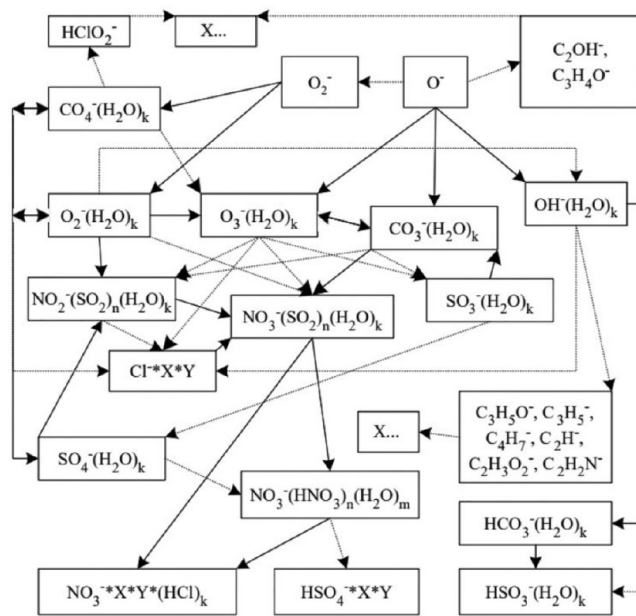 HClO₂⁻
X...
C₂OH⁻,
C₃H₄O⁻
O₂⁻
O⁻
CO₄⁻(H₂O)ₖ
O₂⁻(H₂O)ₖ
O₃⁻(H₂O)ₖ
CO₃⁻(H₂O)ₖ
OH⁻(H₂O)ₖ
NO₂⁻(SO₂)ₙ(H₂O)ₖ
NO₃⁻(SO₂)ₙ(H₂O)ₖ
SO₃⁻(H₂O)ₖ
Cl⁻*X*Y
C₃H₅O⁻, C₃H₅⁻,
C₄H₇⁻, C₂H⁻,
C₂H₃O₂⁻, C₂H₂N⁻
X...
SO₄⁻(H₂O)ₖ
NO₃⁻(HNO₃)ₙ(H₂O)ₘ
HCO₃⁻(H₂O)ₖ
NO₃⁻*X*Y*(HCl)ₖ
HSO₄⁻*X*Y
HSO₃⁻(H₂O)ₖ